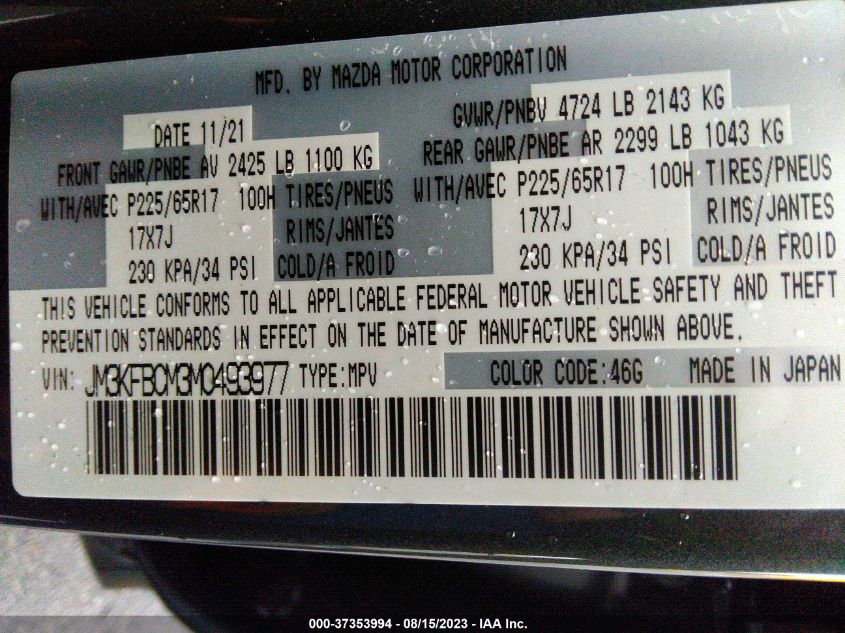 MFD. BY MAZDA MOTOR CORPORATION
DATE 11/21 GVWR/PNBV 4724 LB 2143 KG
FRONT GAWR/PNBE AV 2425 LB 1100 KG REAR GAWR/PNBE AR 2299 LB 1043 KG
WITH/AVEC P225/65R17 100H TIRES/PNEUS WITH/AVEC P225/65R17 100H TIRES/PNEUS
17X7J RIMS/JANTES 17X7J RIMS/JANTES
230 KPA/34 PSI COLD/A FROID 230 KPA/34 PSI COLD/A FROID
THIS VEHICLE CONFORMS TO ALL APPLICABLE FEDERAL MOTOR VEHICLE SAFETY AND THEFT
PREVENTION STANDARDS IN EFFECT ON THE DATE OF MANUFACTURE SHOWN ABOVE.
VIN: JM3KFBCM3M0493977 TYPE:MPV COLOR CODE:46G MADE IN JAPAN
000-37353994 - 08/15/2023 - IAA Inc.